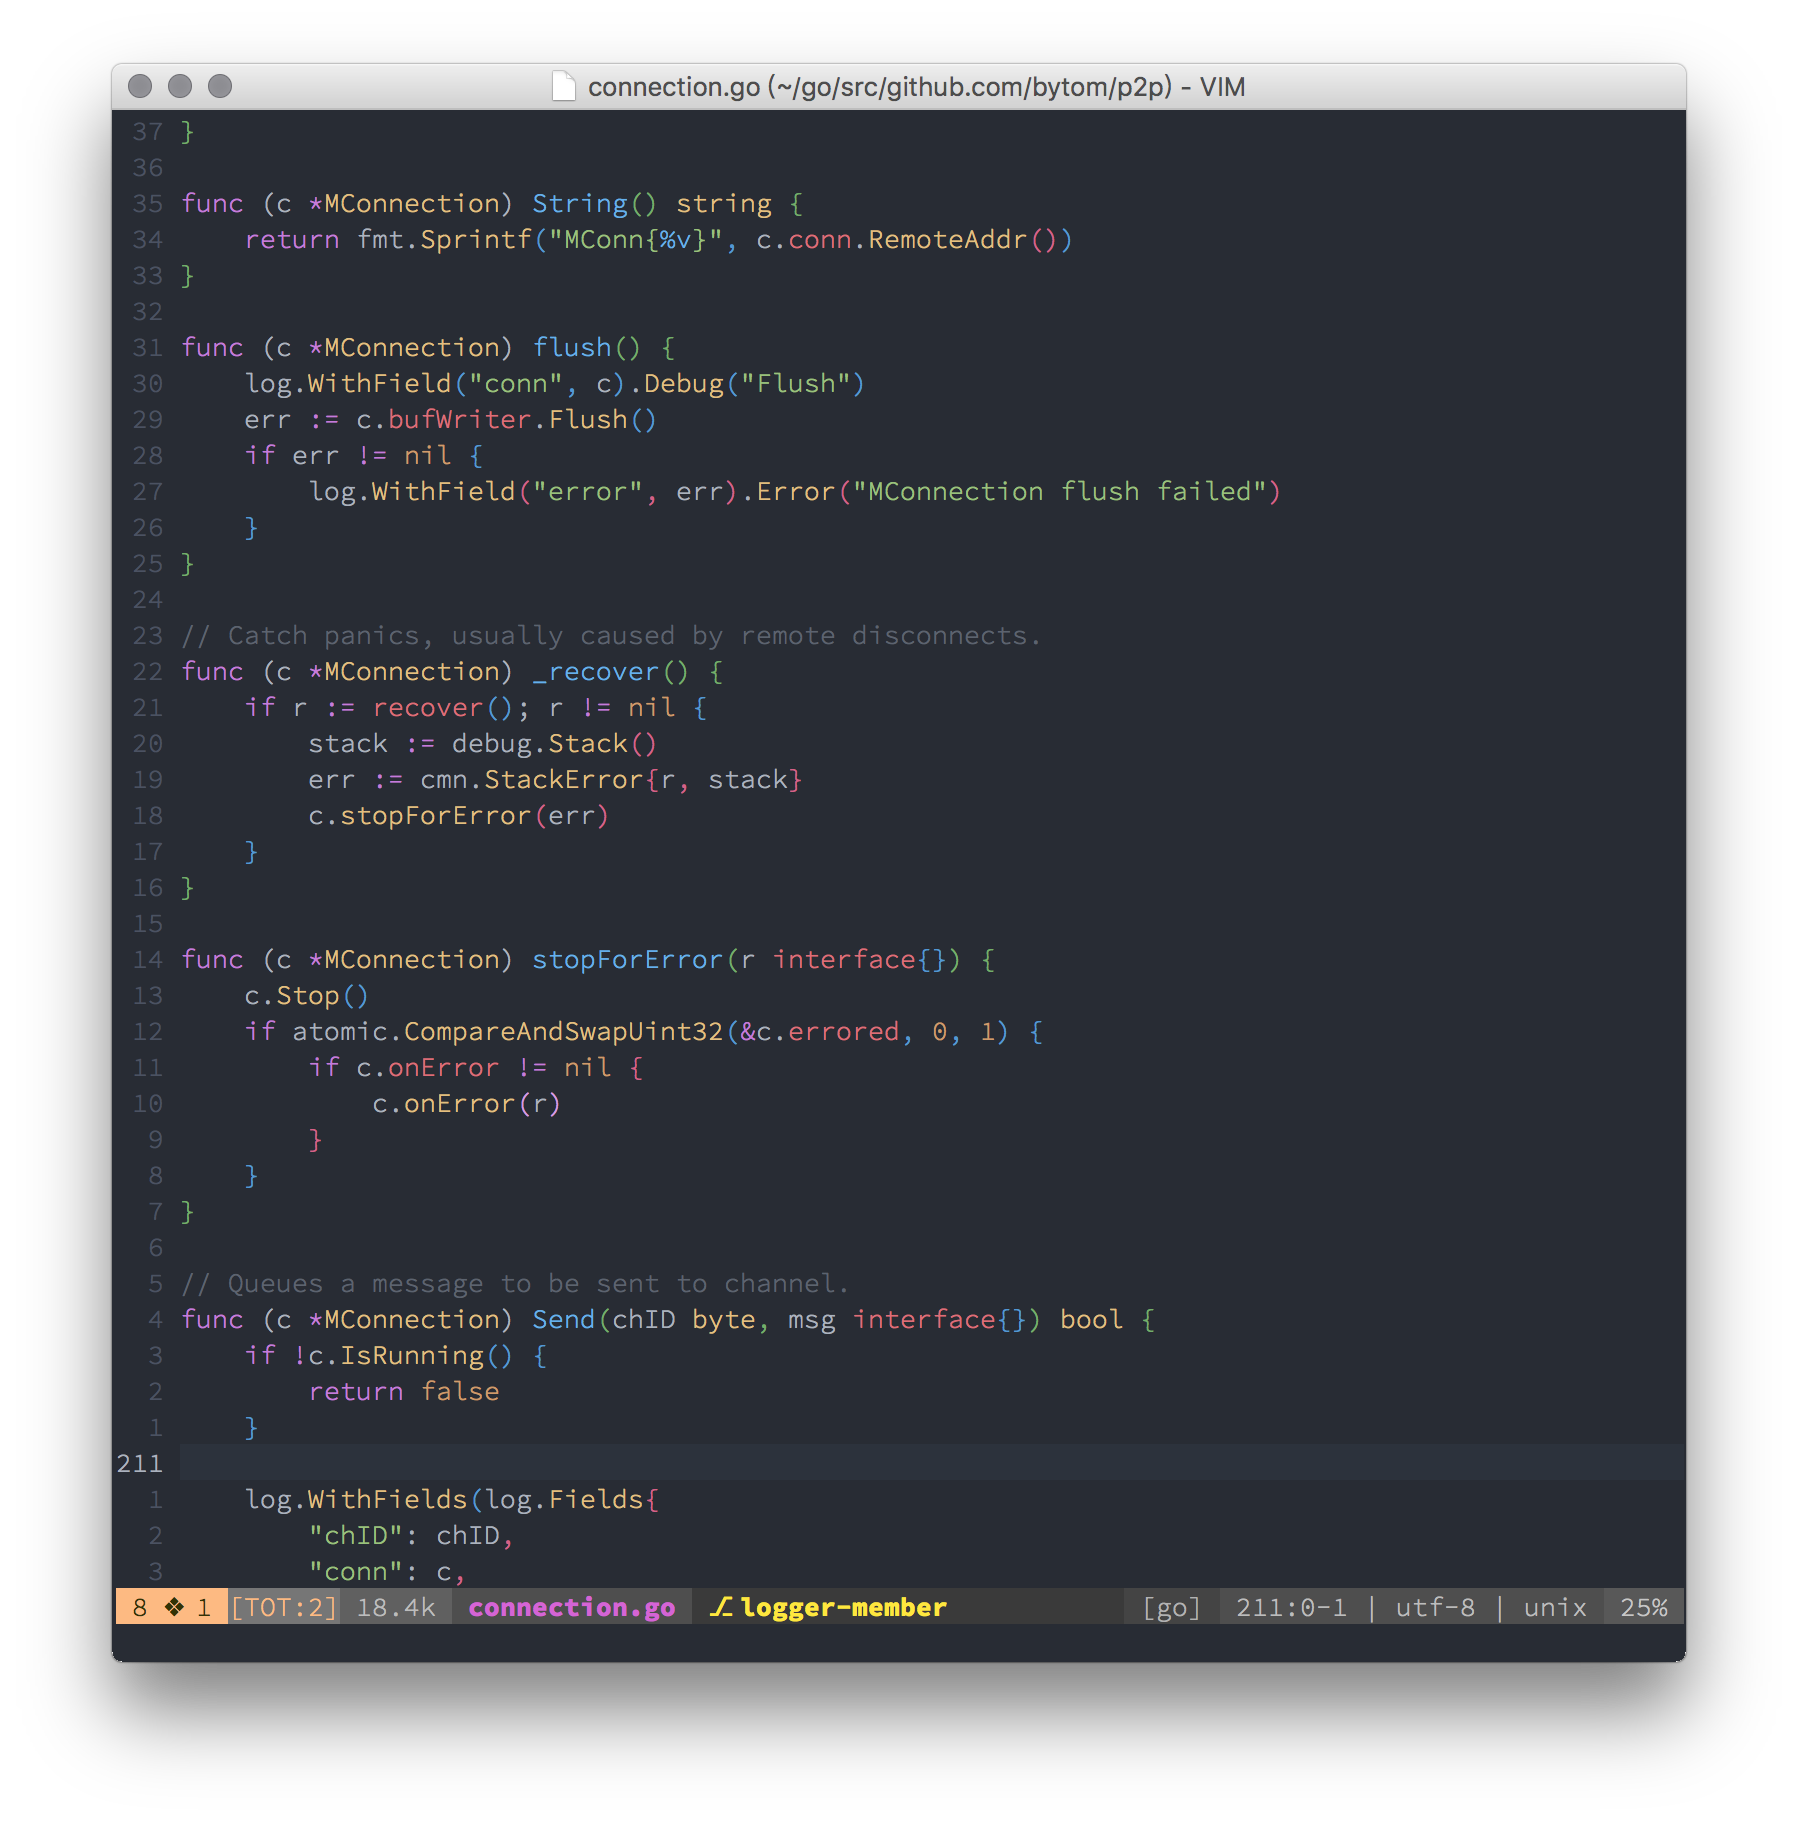 connection.go (~/go/src/github.com/bytom/p2p) - VIM
37 }
36
35 func (c *MConnection) String() string {
34     return fmt.Sprintf("MConn{%v}", c.conn.RemoteAddr())
33 }
32
31 func (c *MConnection) flush() {
30     log.WithField("conn", c).Debug("Flush")
29     err := c.bufWriter.Flush()
28     if err != nil {
27         log.WithField("error", err).Error("MConnection flush failed")
26     }
25 }
24
23 // Catch panics, usually caused by remote disconnects.
22 func (c *MConnection) _recover() {
21     if r := recover(); r != nil {
20         stack := debug.Stack()
19         err := cmn.StackError{r, stack}
18         c.stopForError(err)
17     }
16 }
15
14 func (c *MConnection) stopForError(r interface{}) {
13     c.Stop()
12     if atomic.CompareAndSwapUint32(&c.errored, 0, 1) {
11         if c.onError != nil {
10             c.onError(r)
9         }
8     }
7 }
6
5 // Queues a message to be sent to channel.
4 func (c *MConnection) Send(chID byte, msg interface{}) bool {
3     if !c.IsRunning() {
2         return false
1     }
211
1     log.WithFields(log.Fields{
2         "chID": chID,
3         "conn": c,
8 ❖ 1 [TOT:2] 18.4k connection.go ⎇ logger-member [go] 211:0-1 | utf-8 | unix 25%